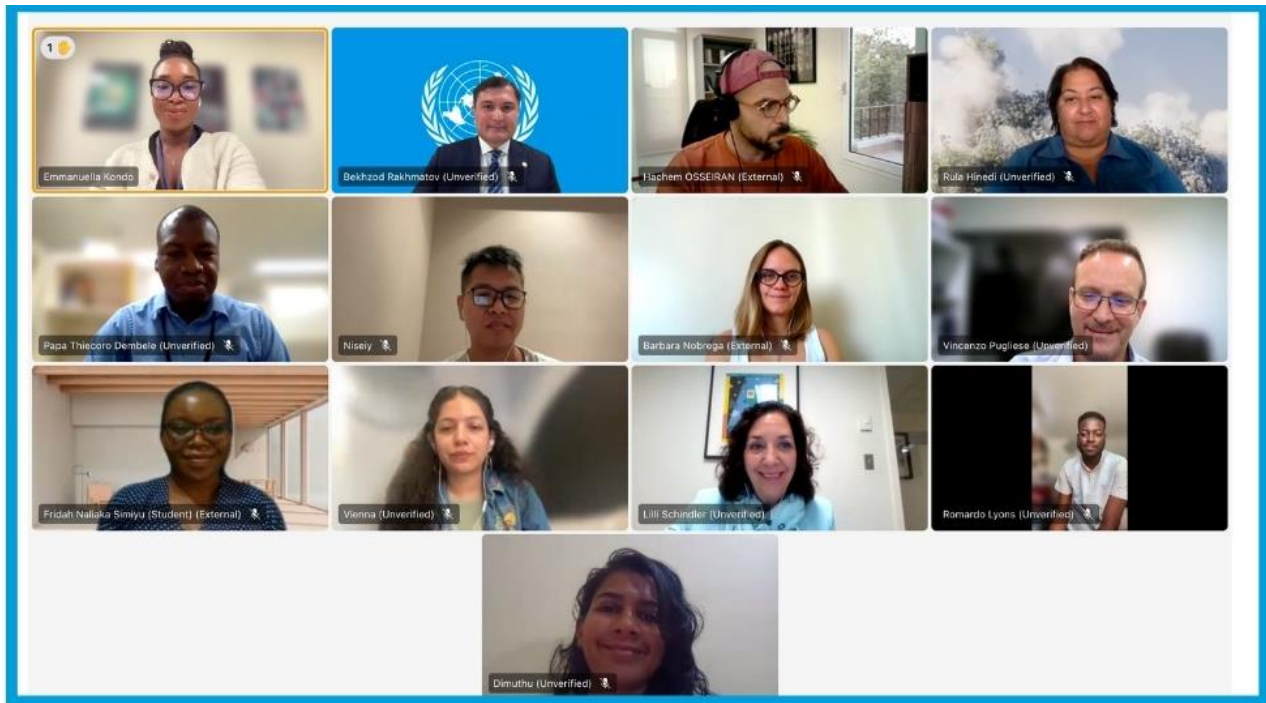 1
Emmanuella Kondo
Bekhzod Rakhmatov (Unverified)
Hachem OSSEIRAN (External)
Rula Hinedi (Unverified)
Papa Thiecoro Dembele (Unverified)
Niseiy
Barbara Nobrega (External)
Vincenzo Pugliese (Unverified)
Fridah Naliaka Simiyu (Student) (External)
Vienna (Unverified)
Lilli Schindler (Unverified)
Romardo Lyons (Unverified)
Dimuthu (Unverified)